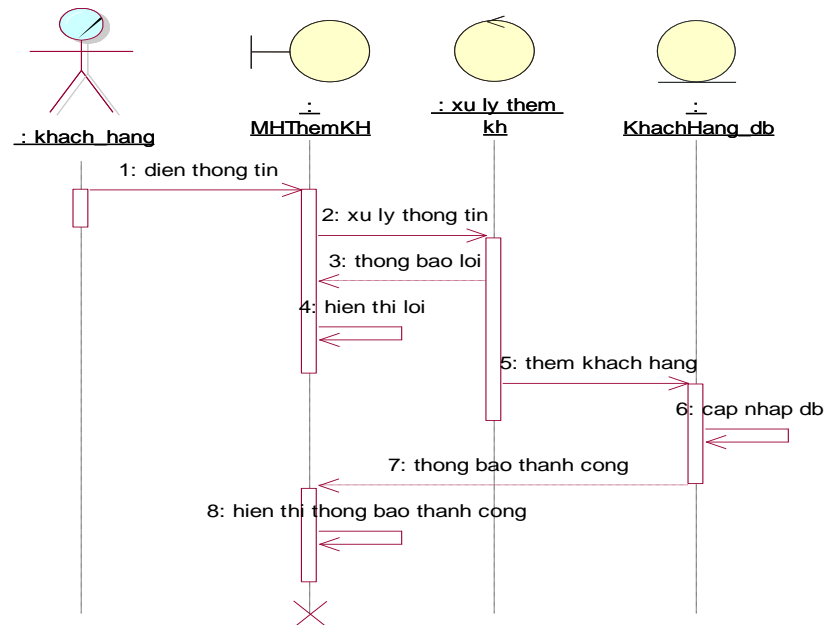 : khach_hang
:
MHThemKH
: xu ly them
kh
:
KhachHang_db
1: dien thong tin
2: xu ly thong tin
3: thong bao loi
4: hien thi loi
5: them khach hang
6: cap nhap db
7: thong bao thanh cong
8: hien thi thong bao thanh cong